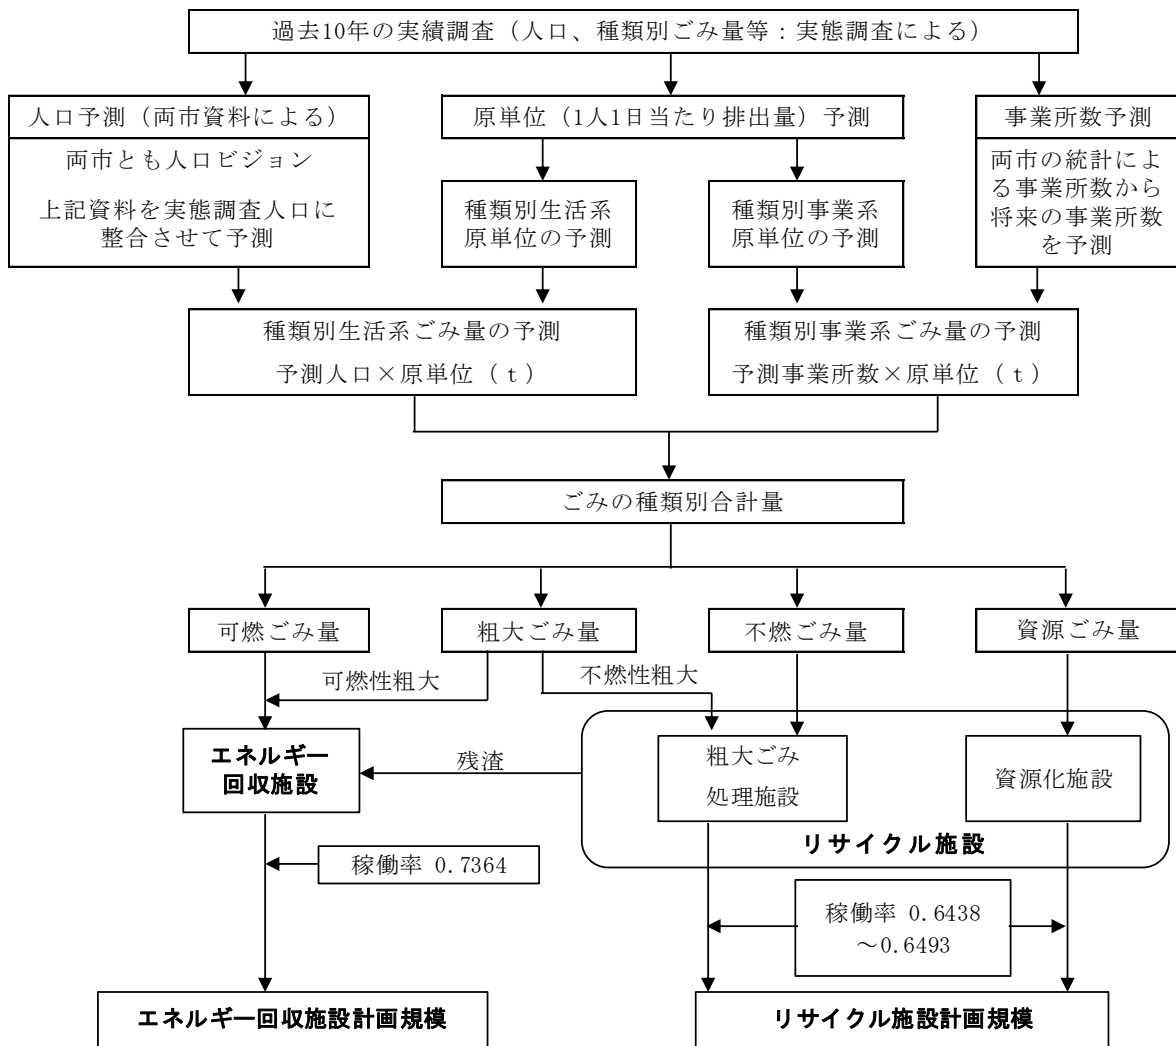 過去10年の実績調査（人口、種類別ごみ量等：実態調査による）
人口予測（両市資料による）
両市とも人口ビジョン
上記資料を実態調査人口に
整合させて予測
原単位（1人1日当たり排出量）予測
種類別生活系
原単位の予測
種類別事業系
原単位の予測
事業所数予測
両市の統計によ
る事業所数から
将来の事業所数
を予測
種類別生活系ごみ量の予測
予測人口×原単位（ｔ）
種類別事業系ごみ量の予測
予測事業所数×原単位（ｔ）
ごみの種類別合計量
可燃ごみ量
粗大ごみ量
不燃ごみ量
資源ごみ量
可燃性粗大
不燃性粗大
エネルギー
回収施設
残渣
粗大ごみ
処理施設
資源化施設
リサイクル施設
稼働率 0.7364
稼働率 0.6438
～0.6493
エネルギー回収施設計画規模
リサイクル施設計画規模